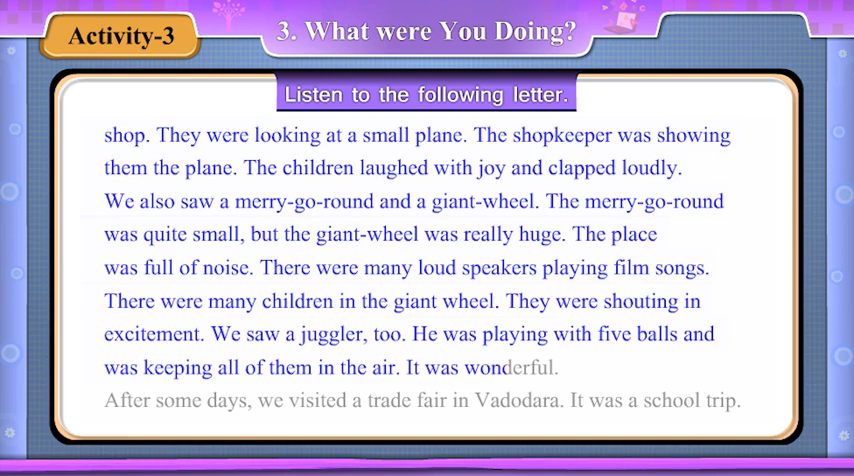 Activity-3
3. What were You Doing?
Listen to the following letter.
shop. They were looking at a small plane. The shopkeeper was showing
them the plane. The children laughed with joy and clapped loudly.
We also saw a merry-go-round and a giant-wheel. The merry-go-round
was quite small, but the giant-wheel was really huge. The place
was full of noise. There were many loud speakers playing film songs.
There were many children in the giant wheel. They were shouting in
excitement. We saw a juggler, too. He was playing with five balls and
was keeping all of them in the air. It was wonderful.
After some days, we visited a trade fair in Vadodara. It was a school trip.